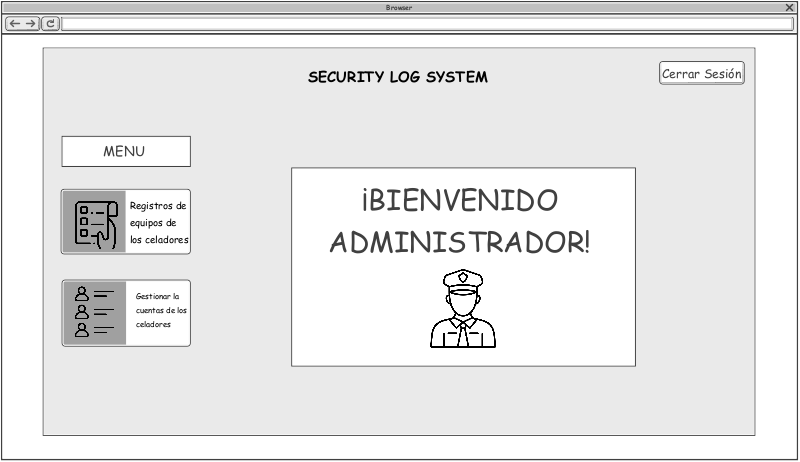 Browser
SECURITY LOG SYSTEM
Cerrar Sesión
MENU
Registros de
equipos de
los celadores
Gestionar la
cuentas de los
celadores
¡BIENVENIDO
ADMINISTRADOR!